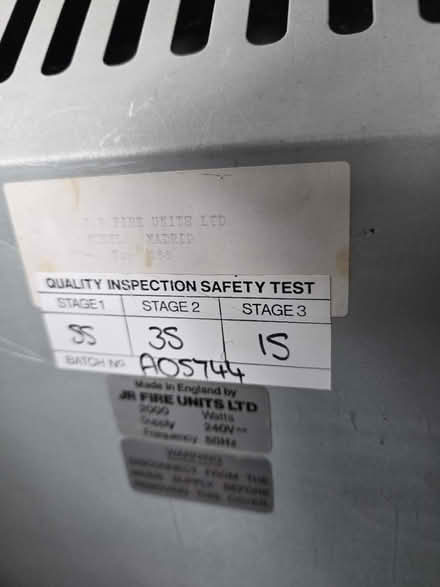 R FIRE UNITS LTD
MODEL MADRID
QUALITY INSPECTION SAFETY TEST
STAGE 1 STAGE 2 STAGE 3
SS 3S 1S
BATCH No. A05744
Made in England by
JR FIRE UNITS LTD
2000 Watts
Supply 240V~
Frequency 50Hz
WARNING
DISCONNECT FROM THE
MAINS SUPPLY BEFORE
REMOVING THIS COVER